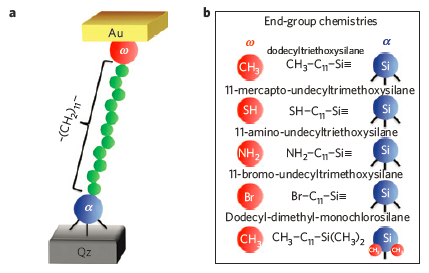 a
Au
ω
-(CH₂)₁₁-
α
Qz
b
End-group chemistries
ω
α
dodecyltriethoxysilane
CH₃ CH₃-C₁₁-Si≡ Si
11-mercapto-undecyltrimethoxysilane
SH SH-C₁₁-Si≡ Si
11-amino-undecyltriethoxysilane
NH₂ NH₂-C₁₁-Si≡ Si
11-bromo-undecyltrimethoxysilane
Br Br-C₁₁-Si≡ Si
Dodecyl-dimethyl-monochlorosilane
CH₃ CH₃-C₁₁-Si(CH₃)₂ Si
CH₃ CH₃